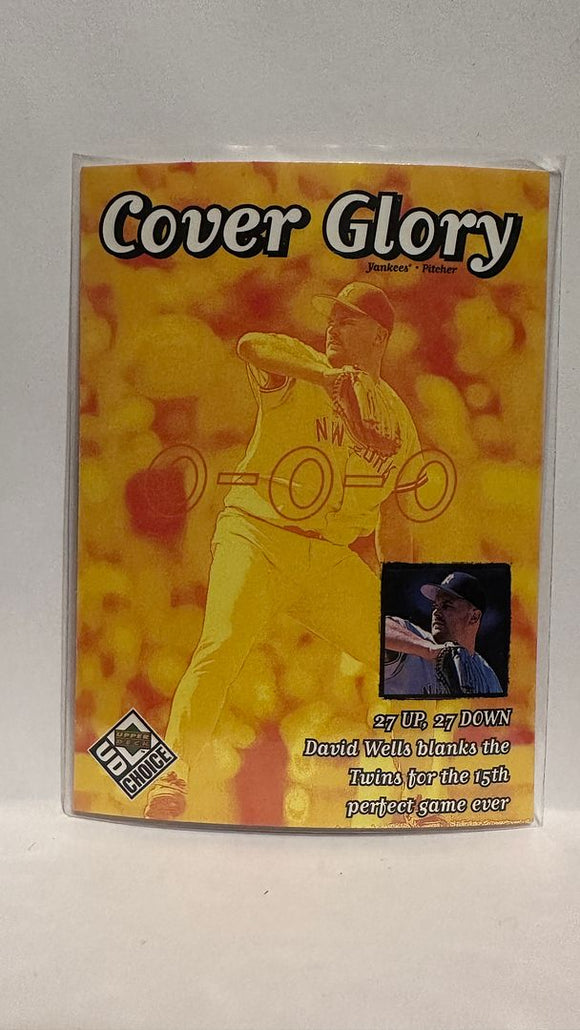 Cover Glory
Yankees® • Pitcher
NEW YORK
0-0-0
27 UP, 27 DOWN
David Wells blanks the
Twins for the 15th
perfect game ever
UPPER
DECK
UD
CHOICE